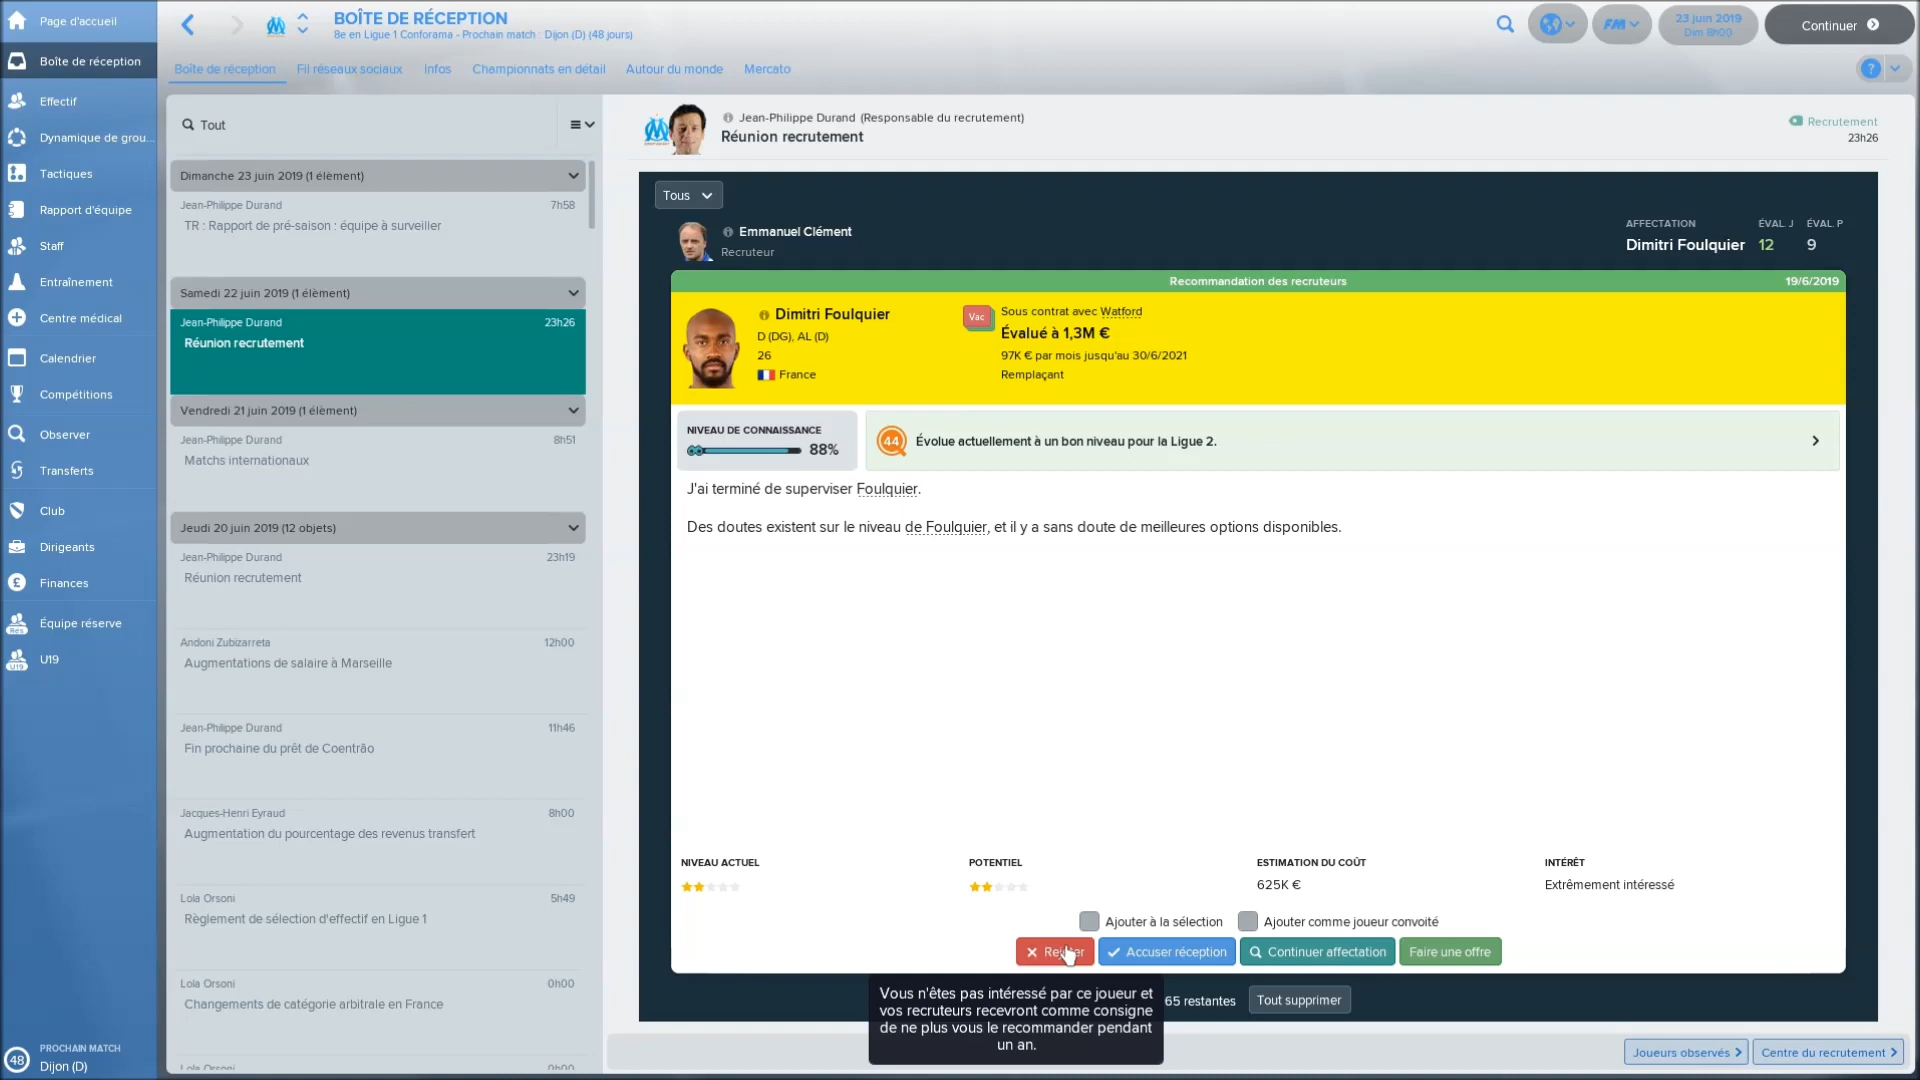 Page d'accueil
Boîte de réception
Effectif
Dynamique de grou...
Tactiques
Rapport d'équipe
Staff
Entraînement
Centre médical
Calendrier
Compétitions
Observer
Transferts
Club
Dirigeants
Finances
Équipe réserve
U19
48
PROCHAIN MATCH
Dijon (D)
BOÎTE DE RÉCEPTION
8e en Ligue 1 Conforama - Prochain match : Dijon (D) (48 jours)
FM
23 juin 2019
Dim 8h00
Continuer
Boîte de réception
Fil réseaux sociaux
Infos
Championnats en détail
Autour du monde
Mercato
?
Tout
Dimanche 23 juin 2019 (1 élèment)
Jean-Philippe Durand 7h58
TR : Rapport de pré-saison : équipe à surveiller
Samedi 22 juin 2019 (1 élèment)
Jean-Philippe Durand 23h26
Réunion recrutement
Vendredi 21 juin 2019 (1 élèment)
Jean-Philippe Durand 8h51
Matchs internationaux
Jeudi 20 juin 2019 (12 objets)
Jean-Philippe Durand 23h19
Réunion recrutement
Andoni Zubizarreta 12h00
Augmentations de salaire à Marseille
Jean-Philippe Durand 11h46
Fin prochaine du prêt de Coentrão
Jacques-Henri Eyraud 8h00
Augmentation du pourcentage des revenus transfert
Lola Orsoni 5h49
Règlement de sélection d'effectif en Ligue 1
Lola Orsoni 0h00
Changements de catégorie arbitrale en France
Lola Orsoni 0h00
Jean-Philippe Durand (Responsable du recrutement)
Réunion recrutement
Recrutement
23h26
Tous
Emmanuel Clément
Recruteur
AFFECTATION ÉVAL. J ÉVAL. P
Dimitri Foulquier 12 9
Recommandation des recruteurs 19/6/2019
Dimitri Foulquier
D (DG), AL (D)
26
France
Vac
Sous contrat avec Watford
Évalué à 1,3M €
97K € par mois jusqu'au 30/6/2021
Remplaçant
NIVEAU DE CONNAISSANCE
88%
44 Évolue actuellement à un bon niveau pour la Ligue 2.
J'ai terminé de superviser Foulquier.
Des doutes existent sur le niveau de Foulquier, et il y a sans doute de meilleures options disponibles.
NIVEAU ACTUEL
POTENTIEL
ESTIMATION DU COÛT
625K €
INTÉRÊT
Extrêmement intéressé
Ajouter à la sélection
Ajouter comme joueur convoité
Accuser réception
Continuer affectation
Faire une offre
Vous n'êtes pas intéressé par ce joueur et
vos recruteurs recevront comme consigne
de ne plus vous le recommander pendant
un an.
65 restantes
Tout supprimer
Joueurs observés
Centre du recrutement